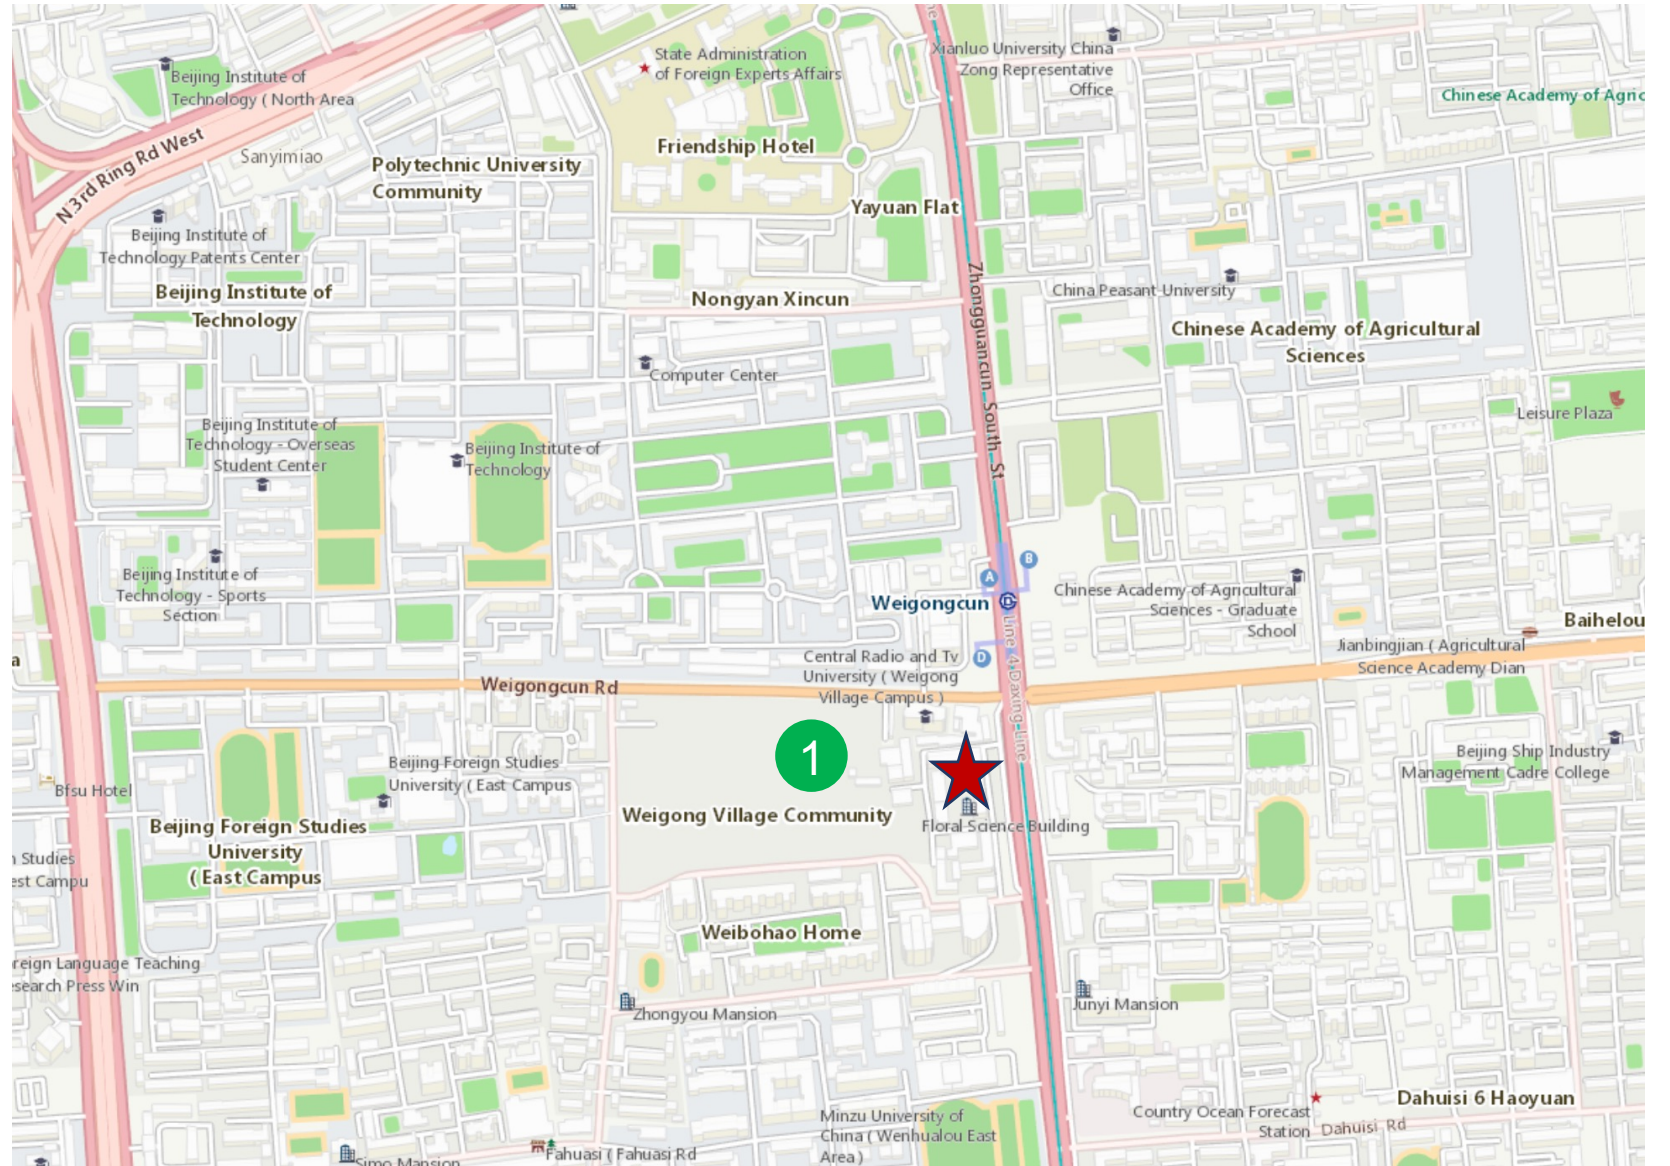 State Administration
of Foreign Experts Affairs
Xianluo University China
Zong Representative
Office
Beijing Institute of
Technology ( North Area
Chinese Academy of Agric
N.3rd Ring Rd West
Sanyimiao
Polytechnic University
Community
Friendship Hotel
Yayuan Flat
Beijing Institute of
Technology Patents Center
Beijing Institute of
Technology
Nongyan Xincun
Zhongguancun South St
China Peasant University
Chinese Academy of Agricultural
Sciences
Computer Center
Leisure Plaza
Beijing Institute of
Technology - Overseas
Student Center
Beijing Institute of
Technology
Beijing Institute of
Technology - Sports
Section
A
B
Weigongcun
D
Line 4-Daxing Line
Chinese Academy of Agricultural
Sciences - Graduate
School
Baihelou
Jianbingjian ( Agricultural
Science Academy Dian
a
Central Radio and Tv
University ( Weigong
Village Campus )
Weigongcun Rd
1
Beijing Foreign Studies
University ( East Campus
Bfsu Hotel
Weigong Village Community
Floral Science Building
Beijing Ship Industry
Management Cadre College
Beijing Foreign Studies
University
( East Campus
n Studies
est Campu
Weibohao Home
reign Language Teaching
esearch Press Win
Zhongyou Mansion
Junyi Mansion
Dahuisi 6 Haoyuan
Country Ocean Forecast
Station
Dahuisi Rd
Minzu University of
China ( Wenhualou East
Area )
Simo Mansion
Fahuasi ( Fahuasi Rd